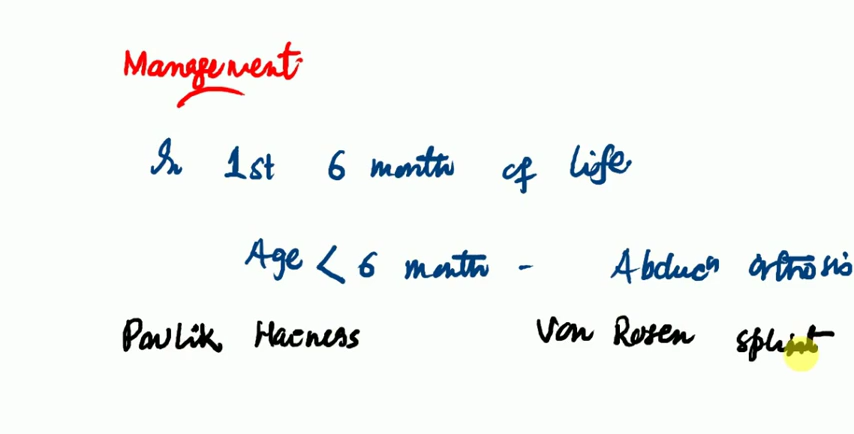 Management
In 1st 6 month of life
Age < 6 month - Abducn orthosis
Pavlik Harness Von Rosen splint